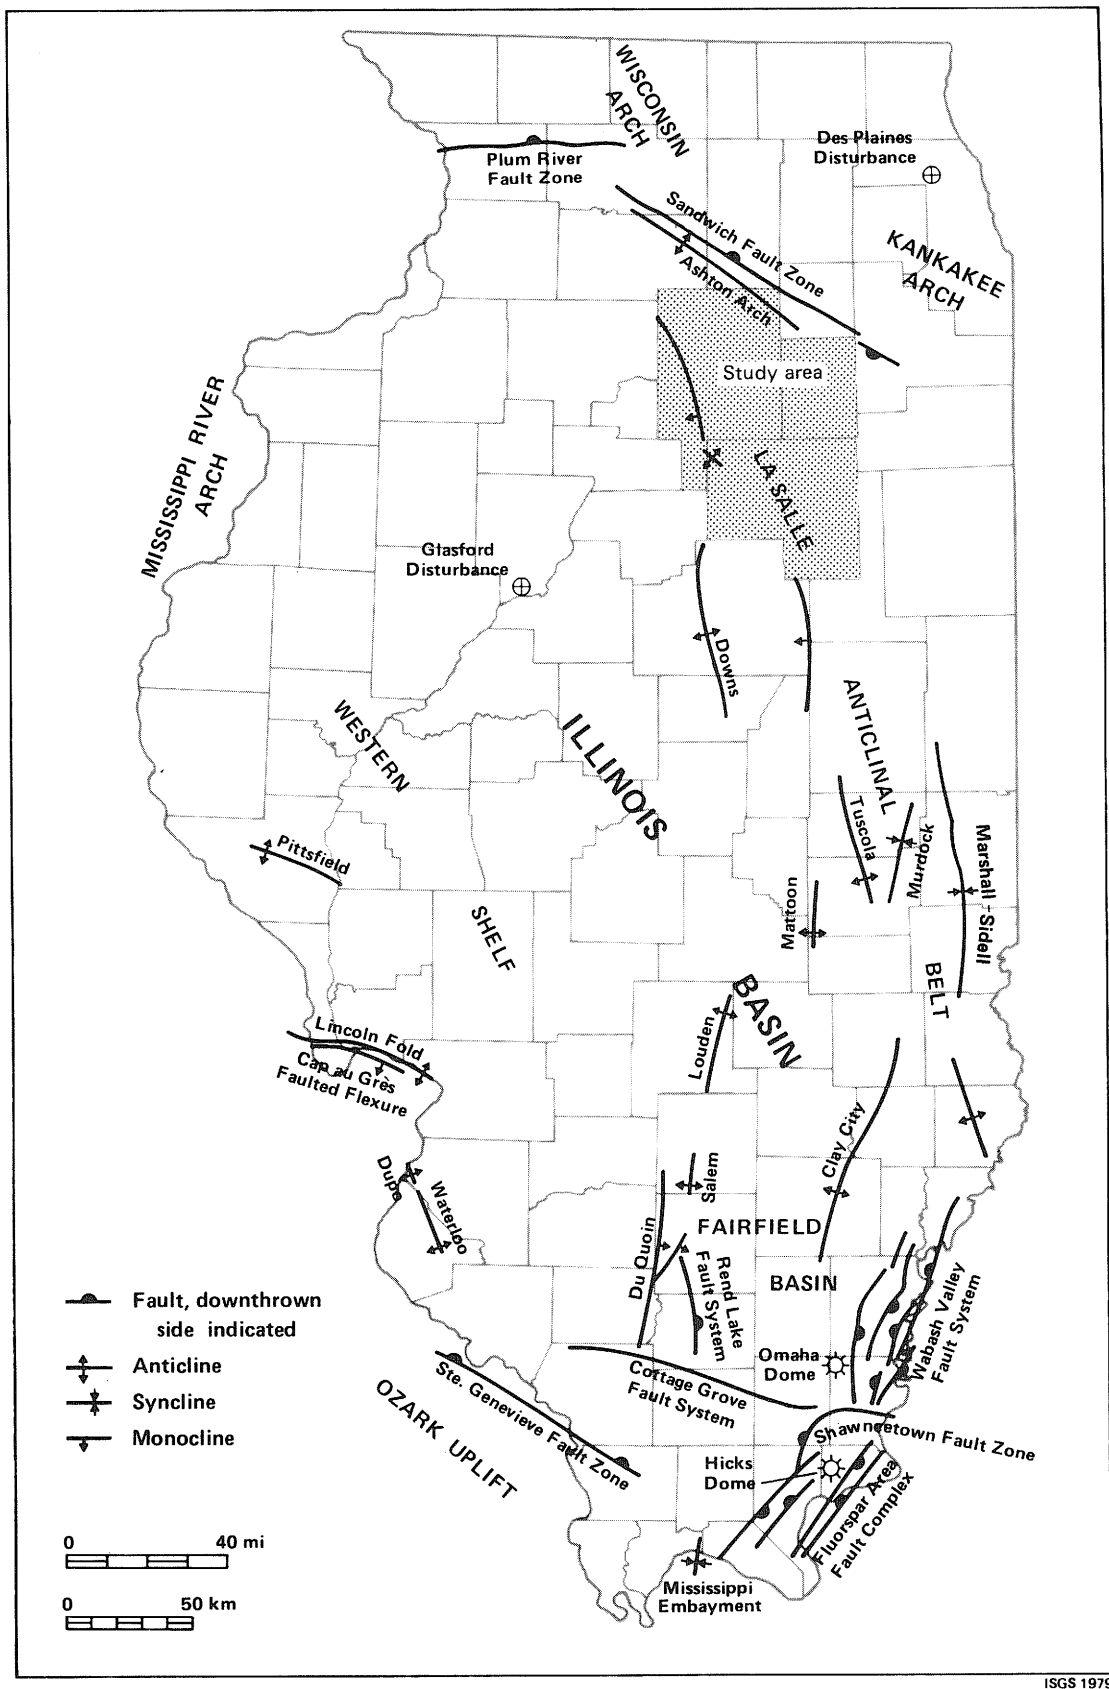 WISCONSIN
ARCH
Des Plaines
Disturbance
Plum River
Fault Zone
Sandwich Fault Zone
Ashton Arch
KANKAKEE
ARCH
Study area
MISSISSIPPI RIVER
ARCH
LA SALLE
Glasford
Disturbance
Downs
ANTICLINAL
WESTERN
ILLINOIS
Tuscola
Murdock
Marshall - Sidell
Pittsfield
Mattoon
SHELF
BELT
BASIN
Lincoln Fold
Cap au Grès
Faulted Flexure
Louden
Clay City
Dupo
Waterloo
Salem
FAIRFIELD
BASIN
Du Quoin
Rend Lake
Fault System
Wabash Valley
Fault System
Fault, downthrown
side indicated
Anticline
Syncline
Monocline
Omaha
Dome
Cottage Grove
Fault System
Ste. Genevieve Fault Zone
OZARK UPLIFT
Shawneetown Fault Zone
Hicks
Dome
Fluorspar Area
Fault Complex
Mississippi
Embayment
0 40 mi
0 50 km
ISGS 1979